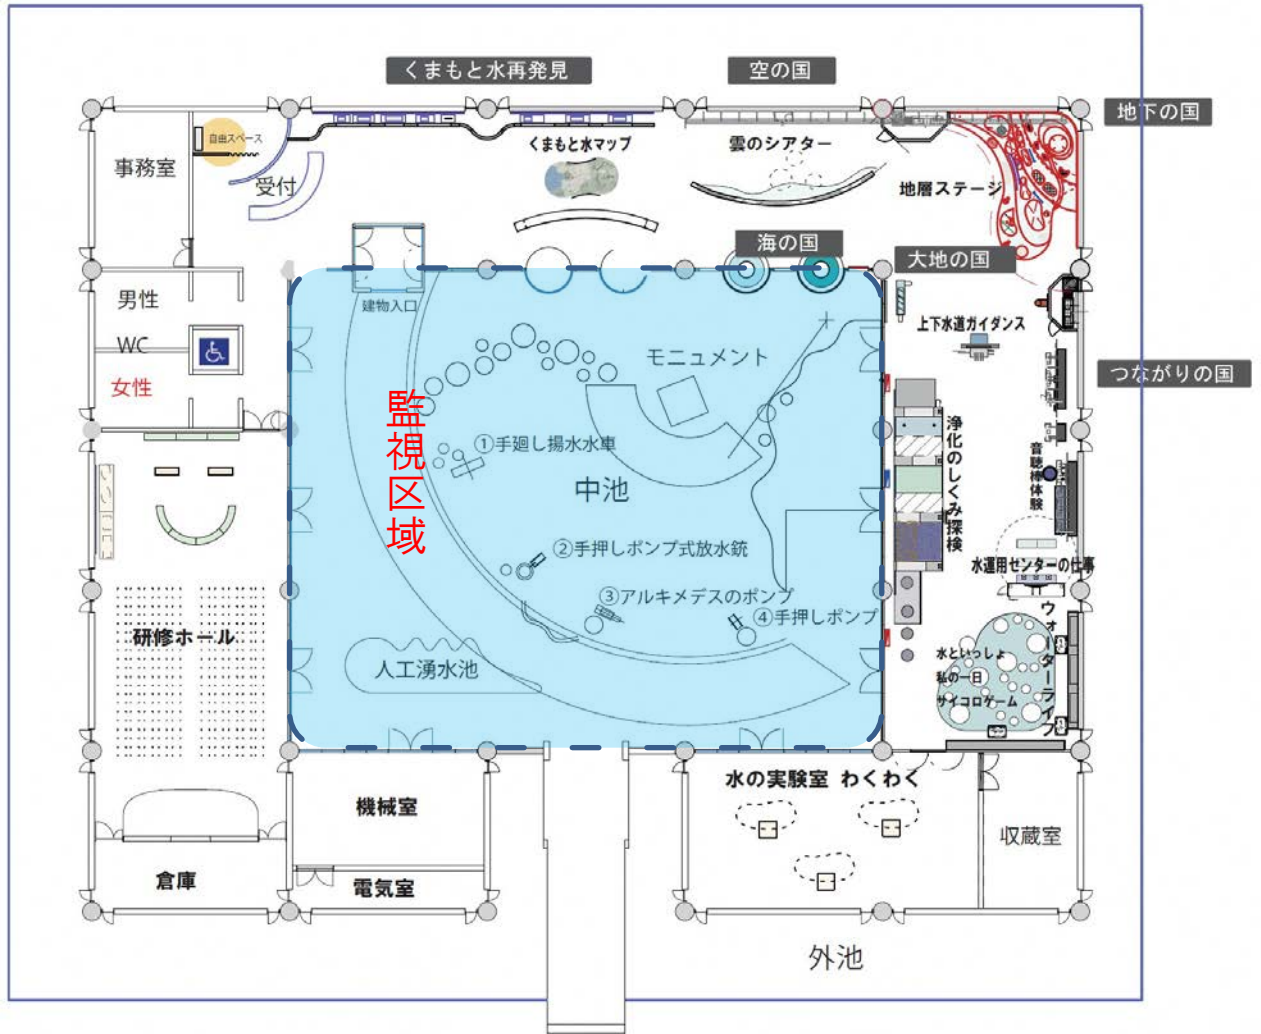 くまもと水再発見
空の国
地下の国
自由スペース
事務室
受付
くまもと水マップ
雲のシアター
地層ステージ
海の国
大地の国
建物入口
男性
WC
女性
上下水道ガイダンス
つながりの国
モニュメント
監視区域
①手廻し揚水水車
中池
浄化のしくみ探検
音聴棒体験
②手押しポンプ式放水銃
水運用センターの仕事
③アルキメデスのポンプ
④手押しポンプ
研修ホール
人工湧水池
ウォーターライフ
水といっしょ
私の一日
サイコロゲーム
機械室
水の実験室 わくわく
収蔵室
倉庫
電気室
外池